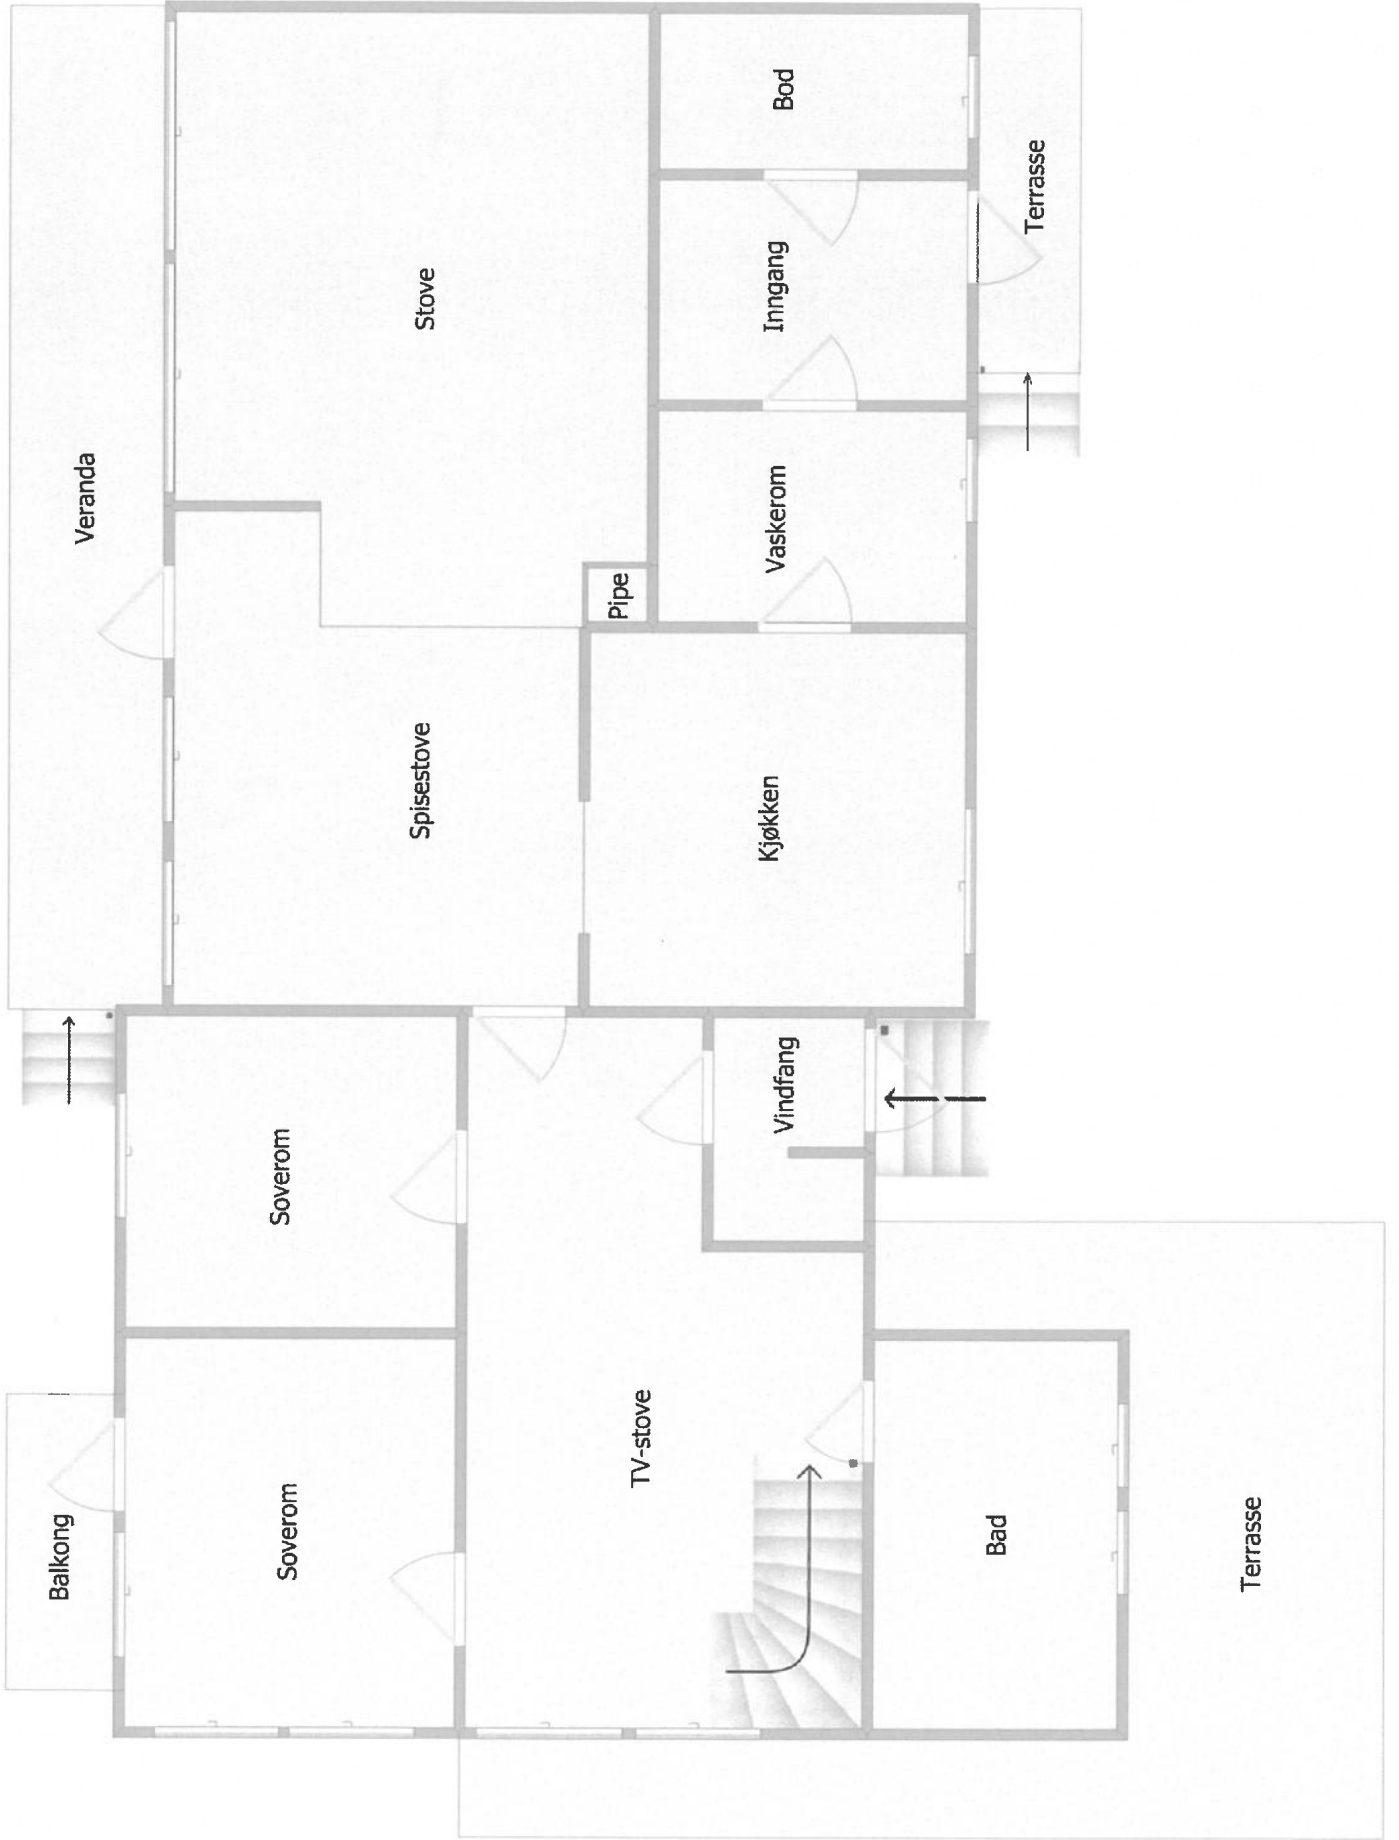 Balkong
Soverom
Soverom
Veranda
TV-stove
Spisestove
Stove
Pipe
Bad
Vindfang
Kjøkken
Vaskerom
Inngang
Bod
Terrasse
Terrasse